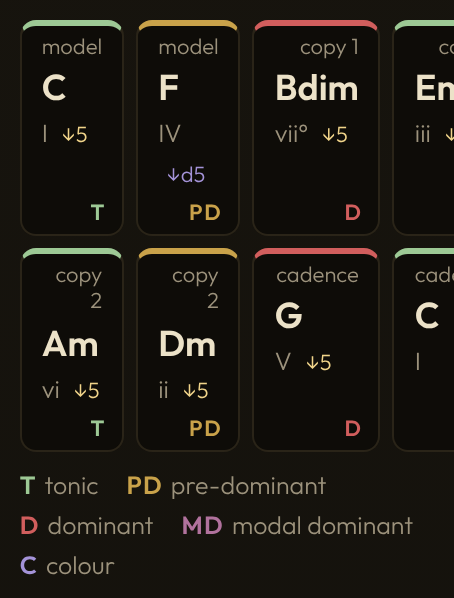 model model copy 1
C F Bdim
I ↓5 IV vii° ↓5 iii
↓d5
T PD D
copy 2 copy 2 cadence
Am Dm G C
vi ↓5 ii ↓5 V ↓5 I
T PD D
T tonic PD pre-dominant
D dominant MD modal dominant
C colour